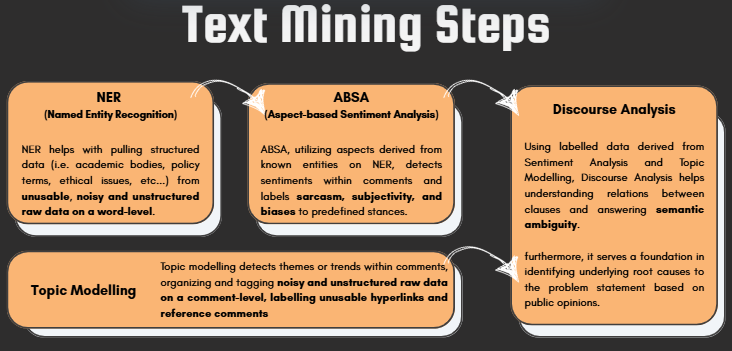 Text Mining Steps
NER
(Named Entity Recognition)
NER helps with pulling structured
data (i.e. academic bodies, policy
terms, ethical issues, etc...) from
unusable, noisy and unstructured
raw data on a word-level.
ABSA
(Aspect-based Sentiment Analysis)
ABSA, utilizing aspects derived from
known entities on NER, detects
sentiments within comments and
labels sarcasm, subjectivity, and
biases to predefined stances.
Topic Modelling
Topic modelling detects themes or trends within comments,
organizing and tagging noisy and unstructured raw data
on a comment-level, labelling unusable hyperlinks and
reference comments
Discourse Analysis
Using labelled data derived from
Sentiment Analysis and Topic
Modelling, Discourse Analysis helps
understanding relations between
clauses and answering semantic
ambiguity.
furthermore, it serves a foundation in
identifying underlying root causes to
the problem statement based on
public opinions.